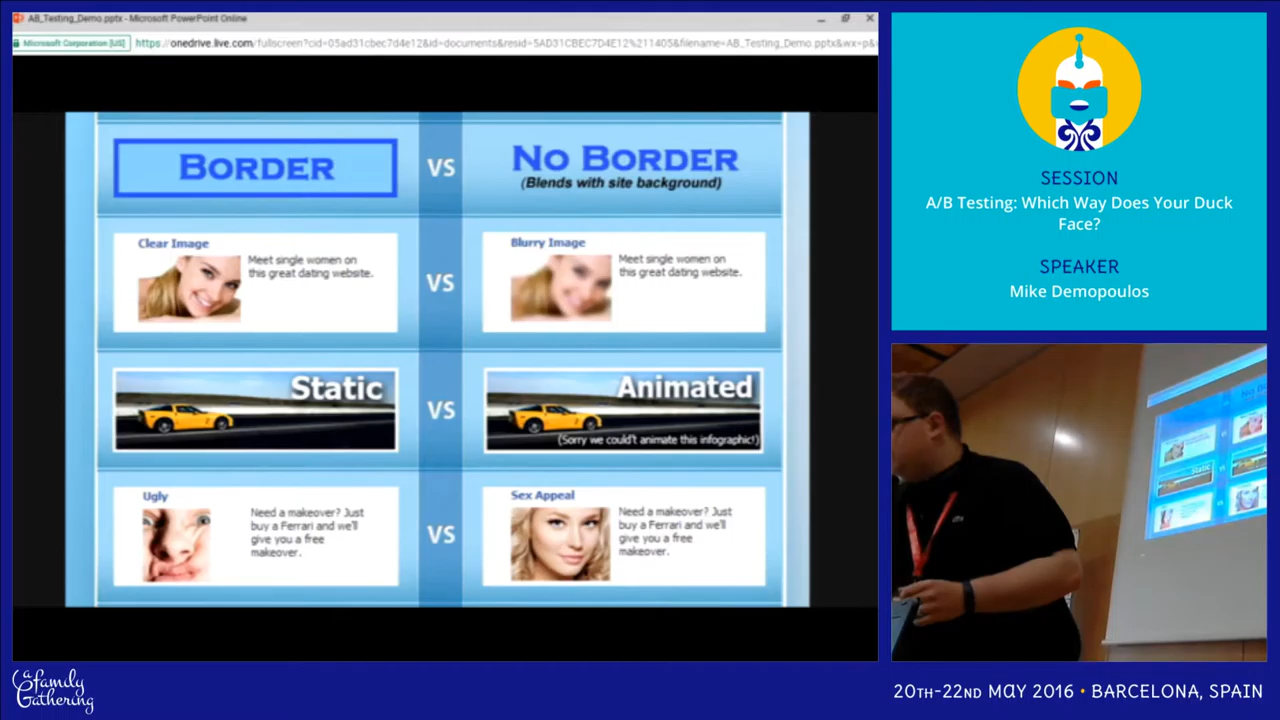 AB_Testing_Demo.pptx - Microsoft PowerPoint Online
Microsoft Corporation [US] https://onedrive.live.com/fullscreen?cid=05ad31cbec7d4e12&id=documents&resid=5AD31CBEC7D4E12%211405&filename=AB_Testing_Demo.pptx&wx=p&
BORDER
VS
NO BORDER
(Blends with site background)
Clear Image
Meet single women on
this great dating website.
VS
Blurry Image
Meet single women on
this great dating website.
Static
VS
Animated
(Sorry we could't animate this infographic!)
Ugly
Need a makeover? Just
buy a Ferrari and we'll
give you a free
makeover.
VS
Sex Appeal
Need a makeover? Just
buy a Ferrari and we'll
give you a free
makeover.
SESSION
A/B Testing: Which Way Does Your Duck
Face?
SPEAKER
Mike Demopoulos
Static
a family
Gathering
20TH-22ND MAY 2016 • BARCELONA, SPAIN